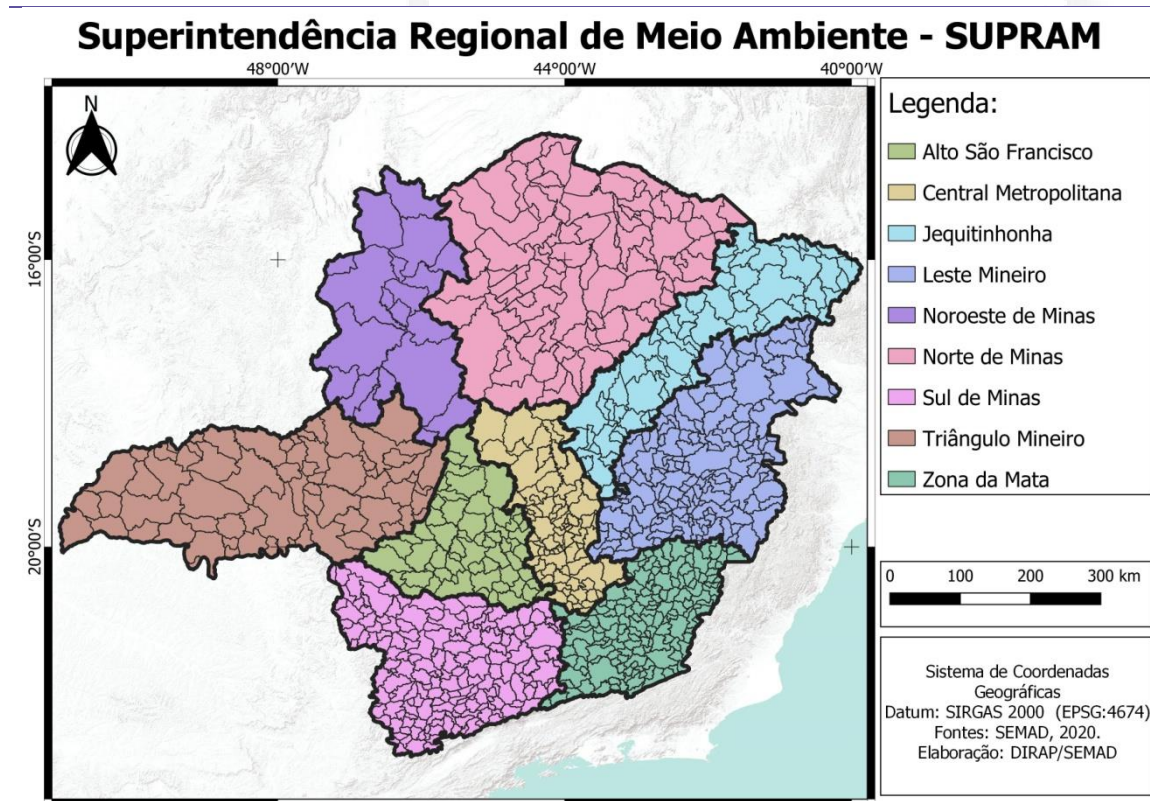 Superintendência Regional de Meio Ambiente - SUPRAM
48°00'W 44°00'W 40°00'W
N
16°00'S
20°00'S
Legenda:
Alto São Francisco
Central Metropolitana
Jequitinhonha
Leste Mineiro
Noroeste de Minas
Norte de Minas
Sul de Minas
Triângulo Mineiro
Zona da Mata
0 100 200 300 km
Sistema de Coordenadas
Geográficas
Datum: SIRGAS 2000 (EPSG:4674)
Fontes: SEMAD, 2020.
Elaboração: DIRAP/SEMAD